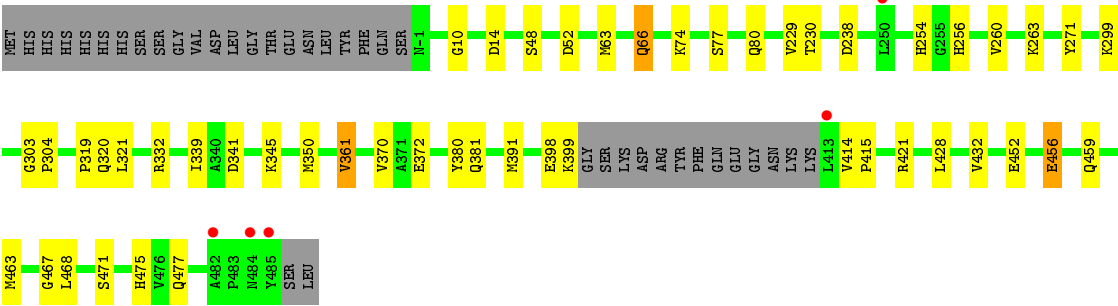 MET HIS HIS HIS HIS HIS HIS SER SER GLY VAL ASP LEU GLY THR GLU ASN LEU TYR PHE GLN SER N-1 G10 D14 S48 D52 M63 Q66 K74 S77 Q80 V229 T230 D238 L250 H254 G255 H256 V260 K263 Y271 K299
G303 P304 P319 Q320 L321 R332 I339 A340 D341 K345 M350 V361 V370 A371 E372 Y380 Q381 M391 E398 K399 GLY SER LYS ASP ARG TYR PHE GLN GLU GLY ASN LYS LYS L413 V414 P415 R421 L428 V432 E452 E456 Q459
M463 G467 L468 S471 H475 V476 Q477 A482 P483 N484 Y485 SER LEU